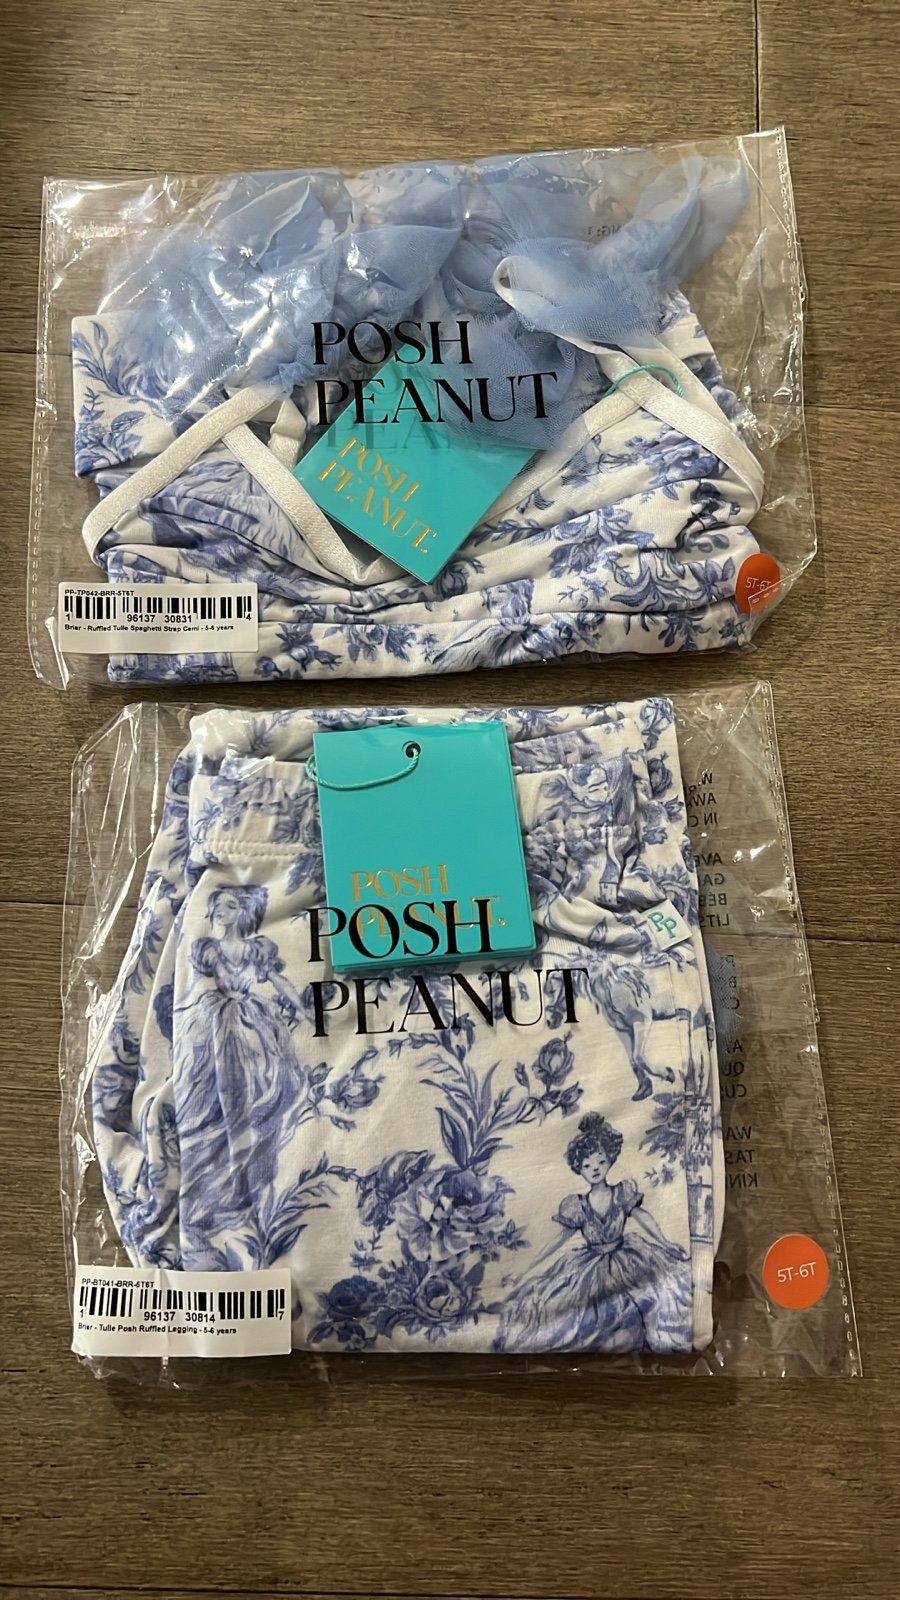 POSH
PEANUT
POSH
PEANUT.
5T-6T
PP-TP042-BRR-5T6T
1 96137 30831 4
Briar - Ruffled Tulle Spaghetti Strap Cami - 5-6 years
POSH
PEANUT.
POSH
PEANUT
PP
5T-6T
PP-BT041-BRR-5T6T
1 96137 30814 7
Briar - Tulle Posh Ruffled Legging - 5-6 years